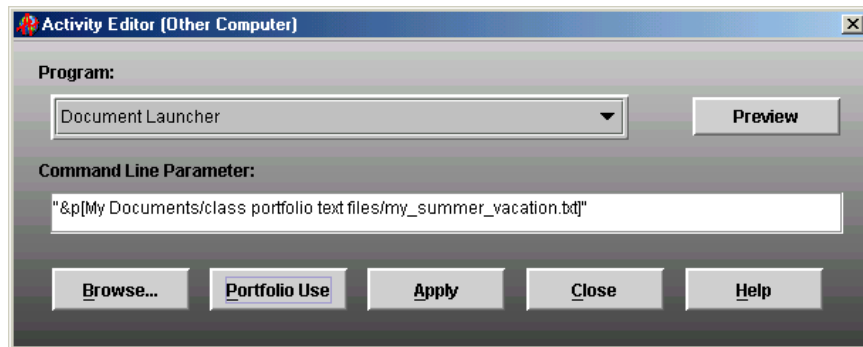 Activity Editor (Other Computer)
Program:
Document Launcher
Preview
Command Line Parameter:
"&p[My Documents/class portfolio text files/my_summer_vacation.txt]"
Browse... Portfolio Use Apply Close Help